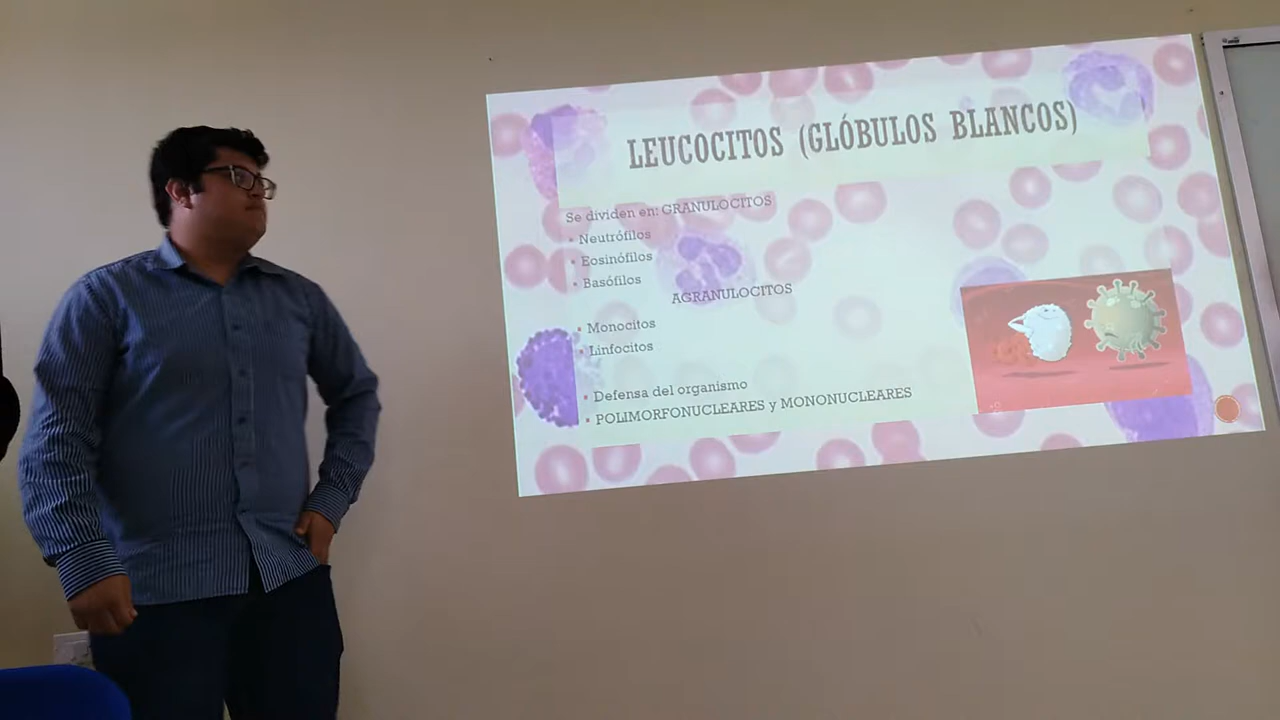 LEUCOCITOS (GLÓBULOS BLANCOS)
Se dividen en: GRANULOCITOS
• Neutrófilos
• Eosinófilos
• Basófilos
AGRANULOCITOS
• Monocitos
• Linfocitos
• Defensa del organismo
• POLIMORFONUCLEARES y MONONUCLEARES